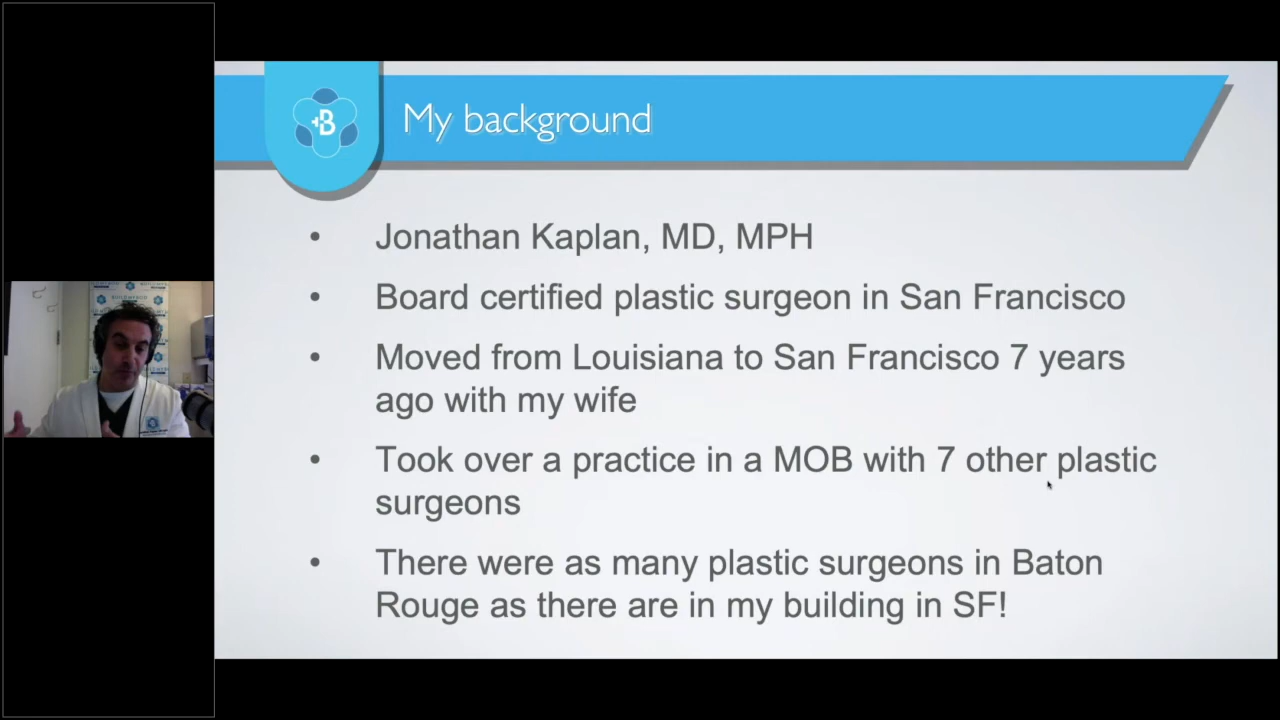 +B
My background
• Jonathan Kaplan, MD, MPH
• Board certified plastic surgeon in San Francisco
• Moved from Louisiana to San Francisco 7 years
ago with my wife
• Took over a practice in a MOB with 7 other plastic
surgeons
• There were as many plastic surgeons in Baton
Rouge as there are in my building in SF!